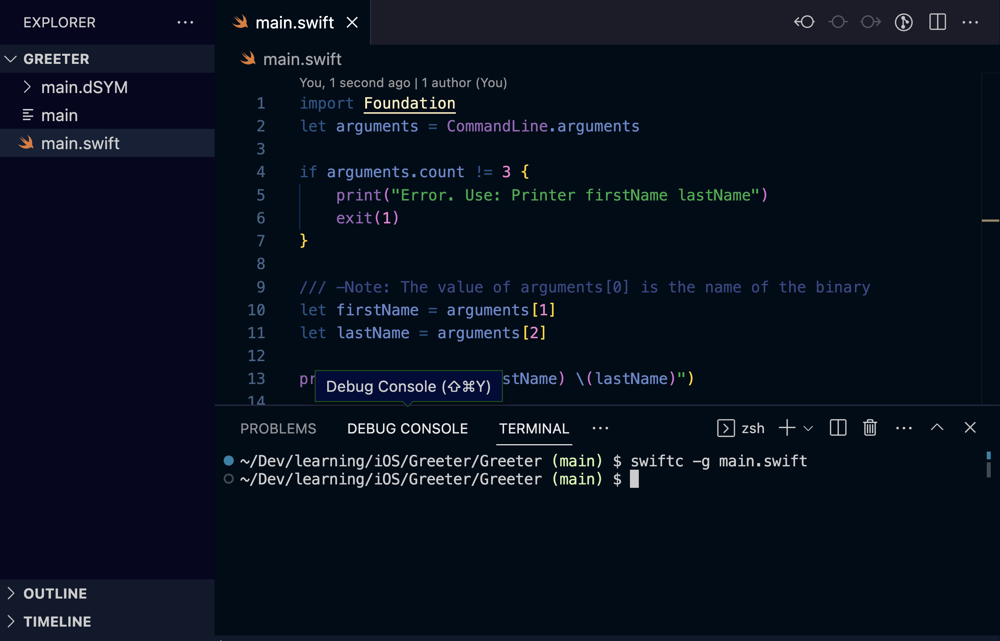 EXPLORER
GREETER
main.dSYM
main
main.swift
OUTLINE
TIMELINE
main.swift
main.swift
You, 1 second ago | 1 author (You)
1 import Foundation
2 let arguments = CommandLine.arguments
3
4 if arguments.count != 3 {
5 print("Error. Use: Printer firstName lastName")
6 exit(1)
7 }
8
9 /// -Note: The value of arguments[0] is the name of the binary
10 let firstName = arguments[1]
11 let lastName = arguments[2]
12
13 stName) \(lastName)")
Debug Console (⇧⌘Y)
14
PROBLEMS DEBUG CONSOLE TERMINAL zsh
~/Dev/learning/iOS/Greeter/Greeter (main) $ swiftc -g main.swift
~/Dev/learning/iOS/Greeter/Greeter (main) $